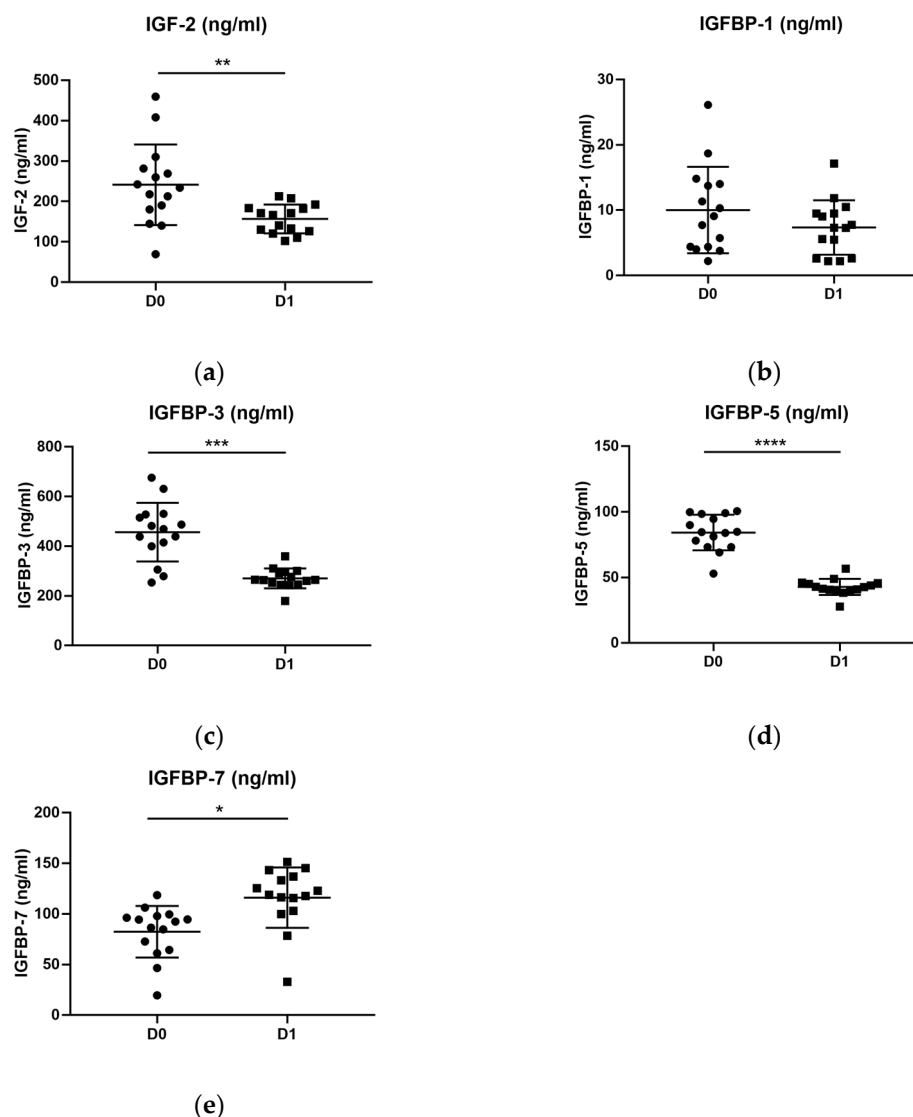 IGF-2 (ng/ml)
**
500
400
300
200
100
0
IGF-2 (ng/ml)
D0
D1
(a)
IGFBP-1 (ng/ml)
30
20
10
0
IGFBP-1 (ng/ml)
D0
D1
(b)
IGFBP-3 (ng/ml)
***
800
600
400
200
0
IGFBP-3 (ng/ml)
D0
D1
(c)
IGFBP-5 (ng/ml)
****
150
100
50
0
IGFBP-5 (ng/ml)
D0
D1
(d)
IGFBP-7 (ng/ml)
*
200
150
100
50
0
IGFBP-7 (ng/ml)
D0
D1
(e)